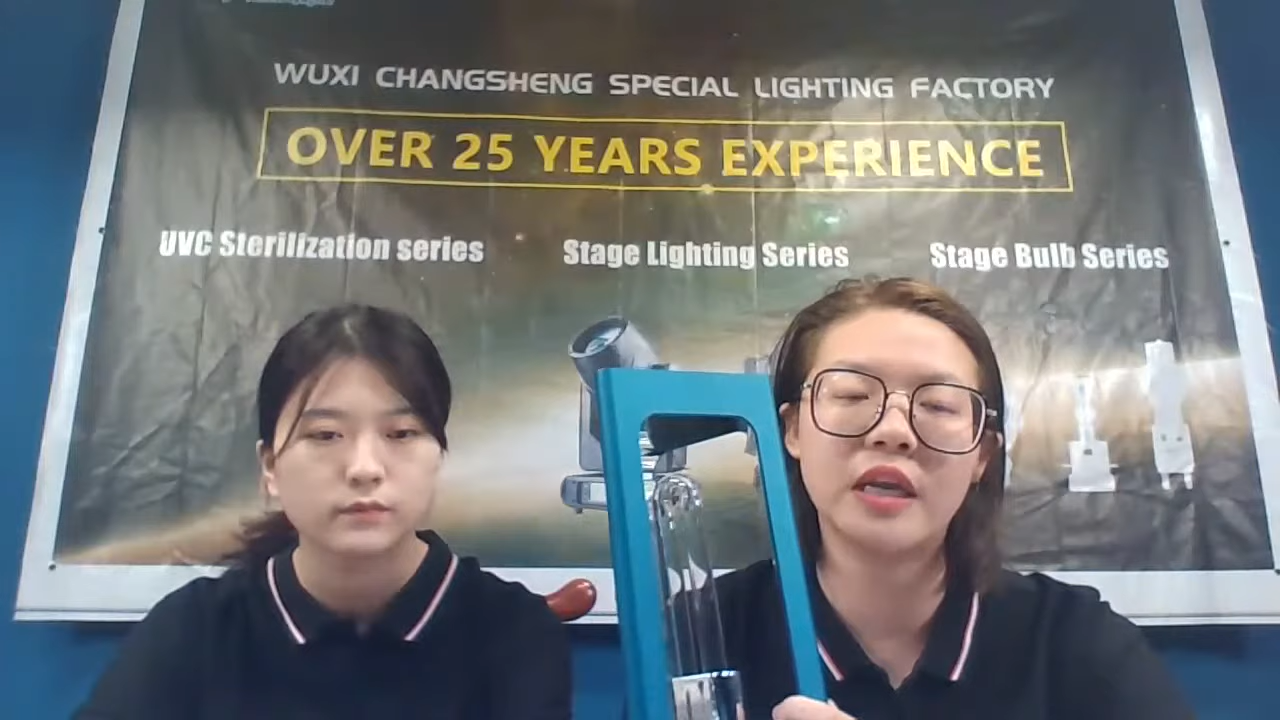 WUXI CHANGSHENG SPECIAL LIGHTING FACTORY
OVER 25 YEARS EXPERIENCE
UVC Sterilization series
Stage Lighting Series
Stage Bulb Series